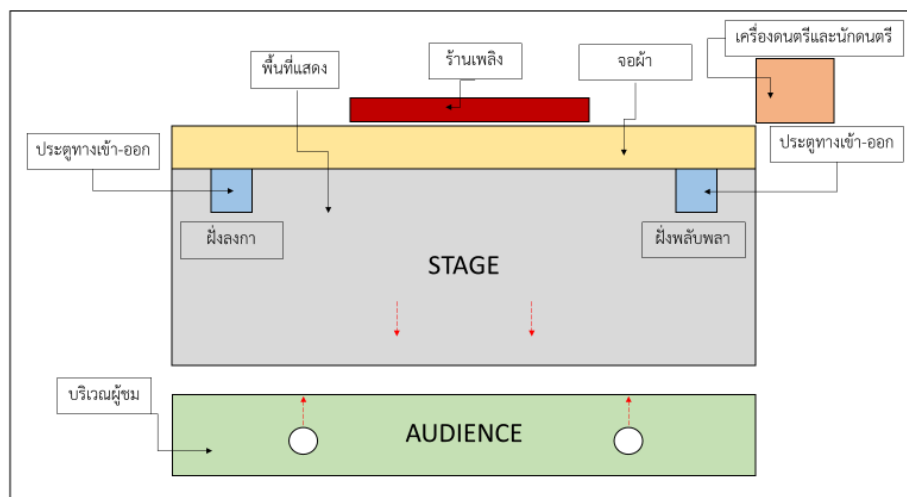 เครื่องดนตรีและนักดนตรี
ร้านเพลิง
จอผ้า
พื้นที่แสดง
ประตูทางเข้า-ออก
ประตูทางเข้า-ออก
ฝั่งลงกา
ฝั่งพลับพลา
STAGE
บริเวณผู้ชม
AUDIENCE